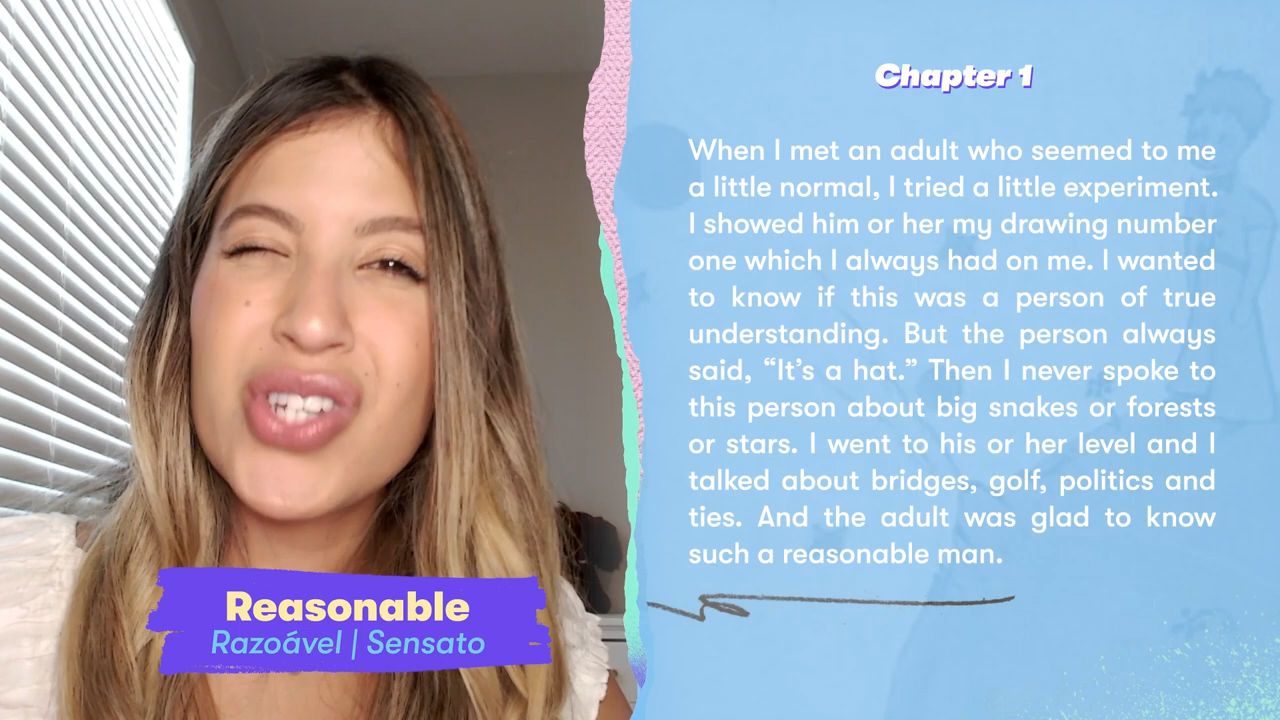 Chapter 1
When I met an adult who seemed to me
a little normal, I tried a little experiment.
I showed him or her my drawing number
one which I always had on me. I wanted
to know if this was a person of true
understanding. But the person always
said, “It’s a hat.” Then I never spoke to
this person about big snakes or forests
or stars. I went to his or her level and I
talked about bridges, golf, politics and
ties. And the adult was glad to know
such a reasonable man.
Reasonable
Razoável | Sensato